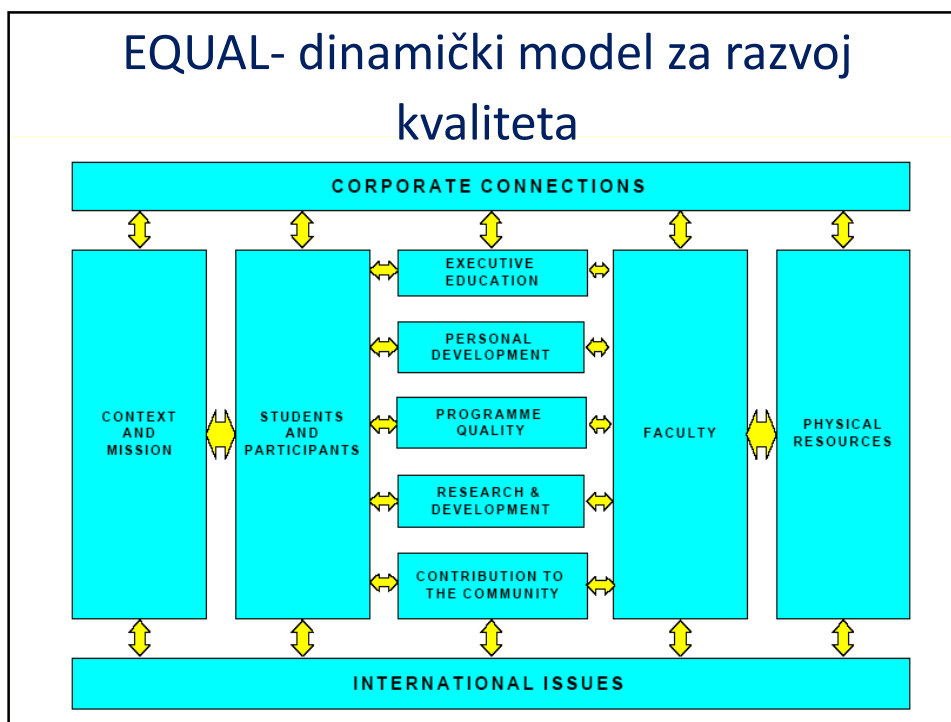 EQUAL- dinamički model za razvoj
kvaliteta
CORPORATE CONNECTIONS
CONTEXT
AND
MISSION
STUDENTS
AND
PARTICIPANTS
EXECUTIVE
EDUCATION
PERSONAL
DEVELOPMENT
PROGRAMME
QUALITY
RESEARCH &
DEVELOPMENT
CONTRIBUTION TO
THE COMMUNITY
FACULTY
PHYSICAL
RESOURCES
INTERNATIONAL ISSUES